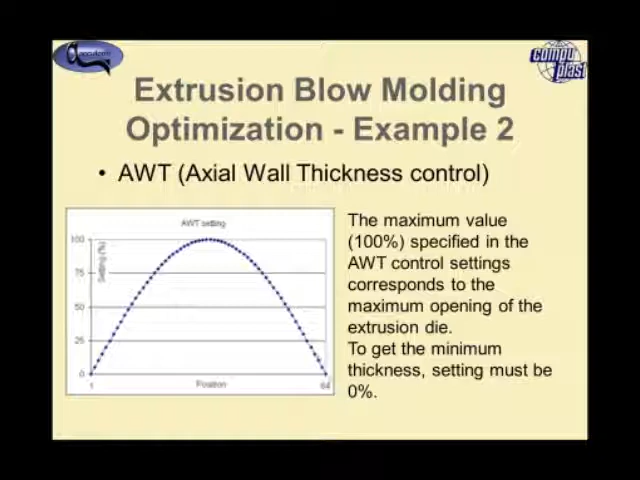 accuform
compu
plast
Extrusion Blow Molding
Optimization - Example 2
• AWT (Axial Wall Thickness control)
AWT setting
Setting (%)
100
75
50
25
0
1
Position
64
The maximum value
(100%) specified in the
AWT control settings
corresponds to the
maximum opening of the
extrusion die.
To get the minimum
thickness, setting must be
0%.